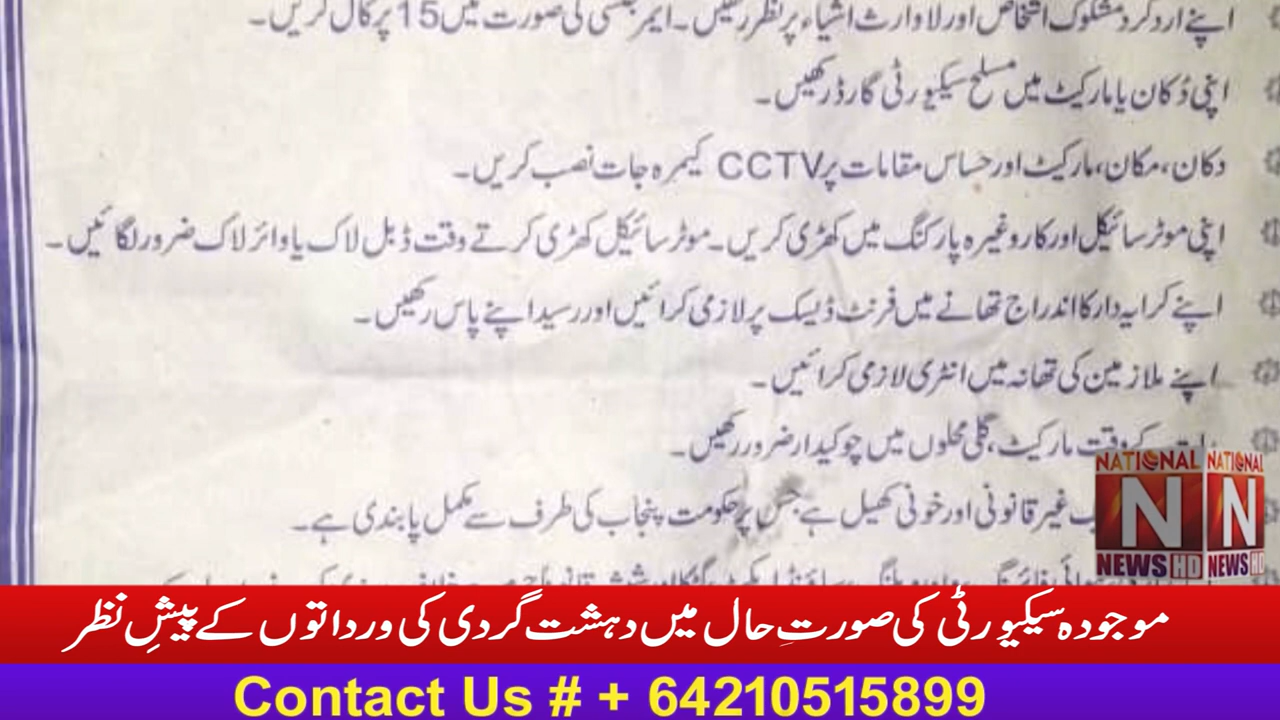 اپنے اردگرد مشکوک اشخاص اور لاوارث اشیاء پر نظر رکھیں۔ ایمرجنسی کی صورت میں 15 پر کال کریں۔
اپنی دُکان یا مارکیٹ میں مسلح سیکیورٹی گارڈ رکھیں۔
دکان، مکان، مارکیٹ اور حساس مقامات پر CCTV کیمرہ جات نصب کریں۔
اپنی موٹر سائیکل اور کار وغیرہ پارکنگ میں کھڑی کریں۔ موٹر سائیکل کھڑی کرتے وقت ڈبل لاک یا وائر لاک ضرور لگائیں۔
اپنے کرایہ دار کا اندراج تھانے میں فرنٹ ڈیسک پر لازمی کرائیں اور رسید اپنے پاس رکھیں۔
اپنے ملازمین کی تھانہ میں انٹری لازمی کرائیں۔
کے وقت مارکیٹ، گلی محلوں میں چوکیدار ضرور رکھیں۔
غیر قانونی اور خونی کھیل ہے جس پر حکومت پنجاب کی طرف سے مکمل پابندی ہے۔
NATIONAL NATIONAL
N N
NEWS HD NEWS HD
موجودہ سیکیورٹی کی صورتِ حال میں دہشت گردی کی وردا توں کے پیشِ نظر
Contact Us # + 64210515899